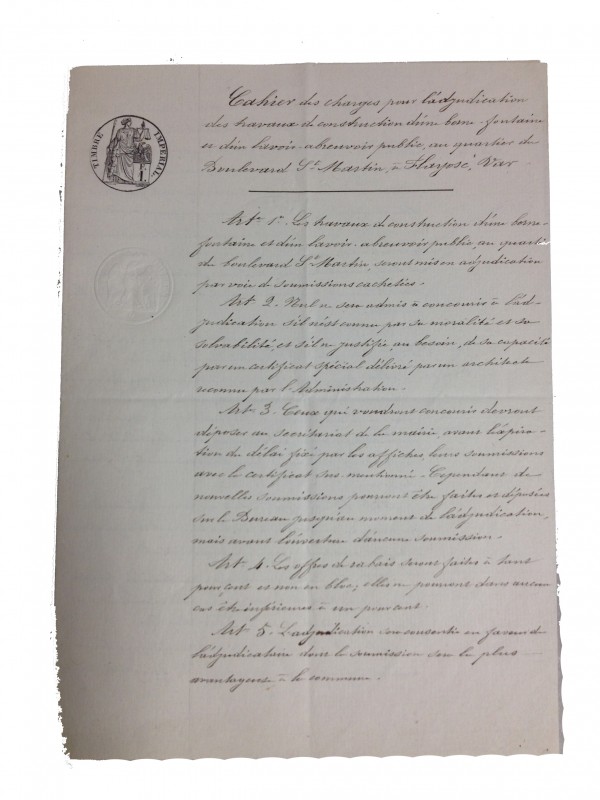 TIMBRE IMPERIAL
Cahier des charges pour l'adjudication
des travaux de construction d'une borne-fontaine
et d'un lavoir-abreuvoir public, au quartier du
Boulevard St Martin, à Flayosc, Var.
Art. 1er Les travaux de construction d'une borne-
fontaine et d'un lavoir-abreuvoir public, au quartier
du boulevard St Martin, seront mis en adjudication
par voie de soumissions cachetées.
Art. 2. Nul ne sera admis à concourir à l'ad-
judication s'il n'est connu par sa moralité et sa
solvabilité, et s'il ne justifie, au besoin, de sa capacité
par un certificat spécial délivré par un architecte
reconnu par l'Administration.
Art. 3. Ceux qui voudront concourir devront
déposer au secrétariat de la mairie, avant l'expira-
tion du délai fixé par les affiches, leurs soumissions
avec le certificat sus-mentionné. Cependant de
nouvelles soumissions pourront être faites et déposées
sur le Bureau jusqu'au moment de l'adjudication,
mais avant l'ouverture d'aucune soumission.
Art. 4. Les offres de rabais seront faites à tant
pour cent et non en bloc; elles ne pourront dans aucun
cas être inférieures à un pour cent.
Art. 5. L'adjudication sera consentie en faveur de
l'adjudicataire dont la soumission sera la plus
avantageuse à la commune.